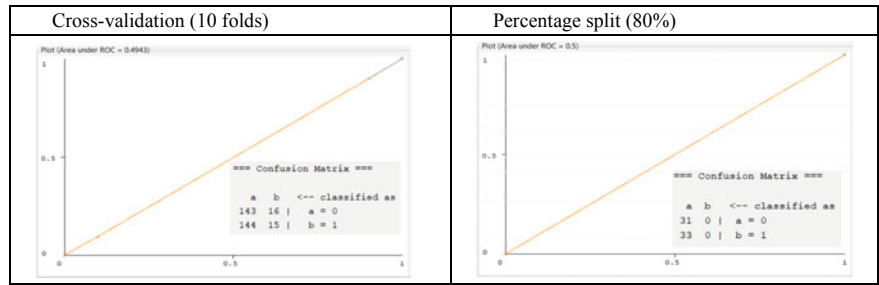 Cross-validation (10 folds)
Plot (Area under ROC = 0.4943)
1
0.5
0
0
0.5
1
=== Confusion Matrix ===
a b <-- classified as
143 16 | a = 0
144 15 | b = 1
Percentage split (80%)
Plot (Area under ROC = 0.5)
1
0.5
0
0
0.5
1
=== Confusion Matrix ===
a b <-- classified as
31 0 | a = 0
33 0 | b = 1